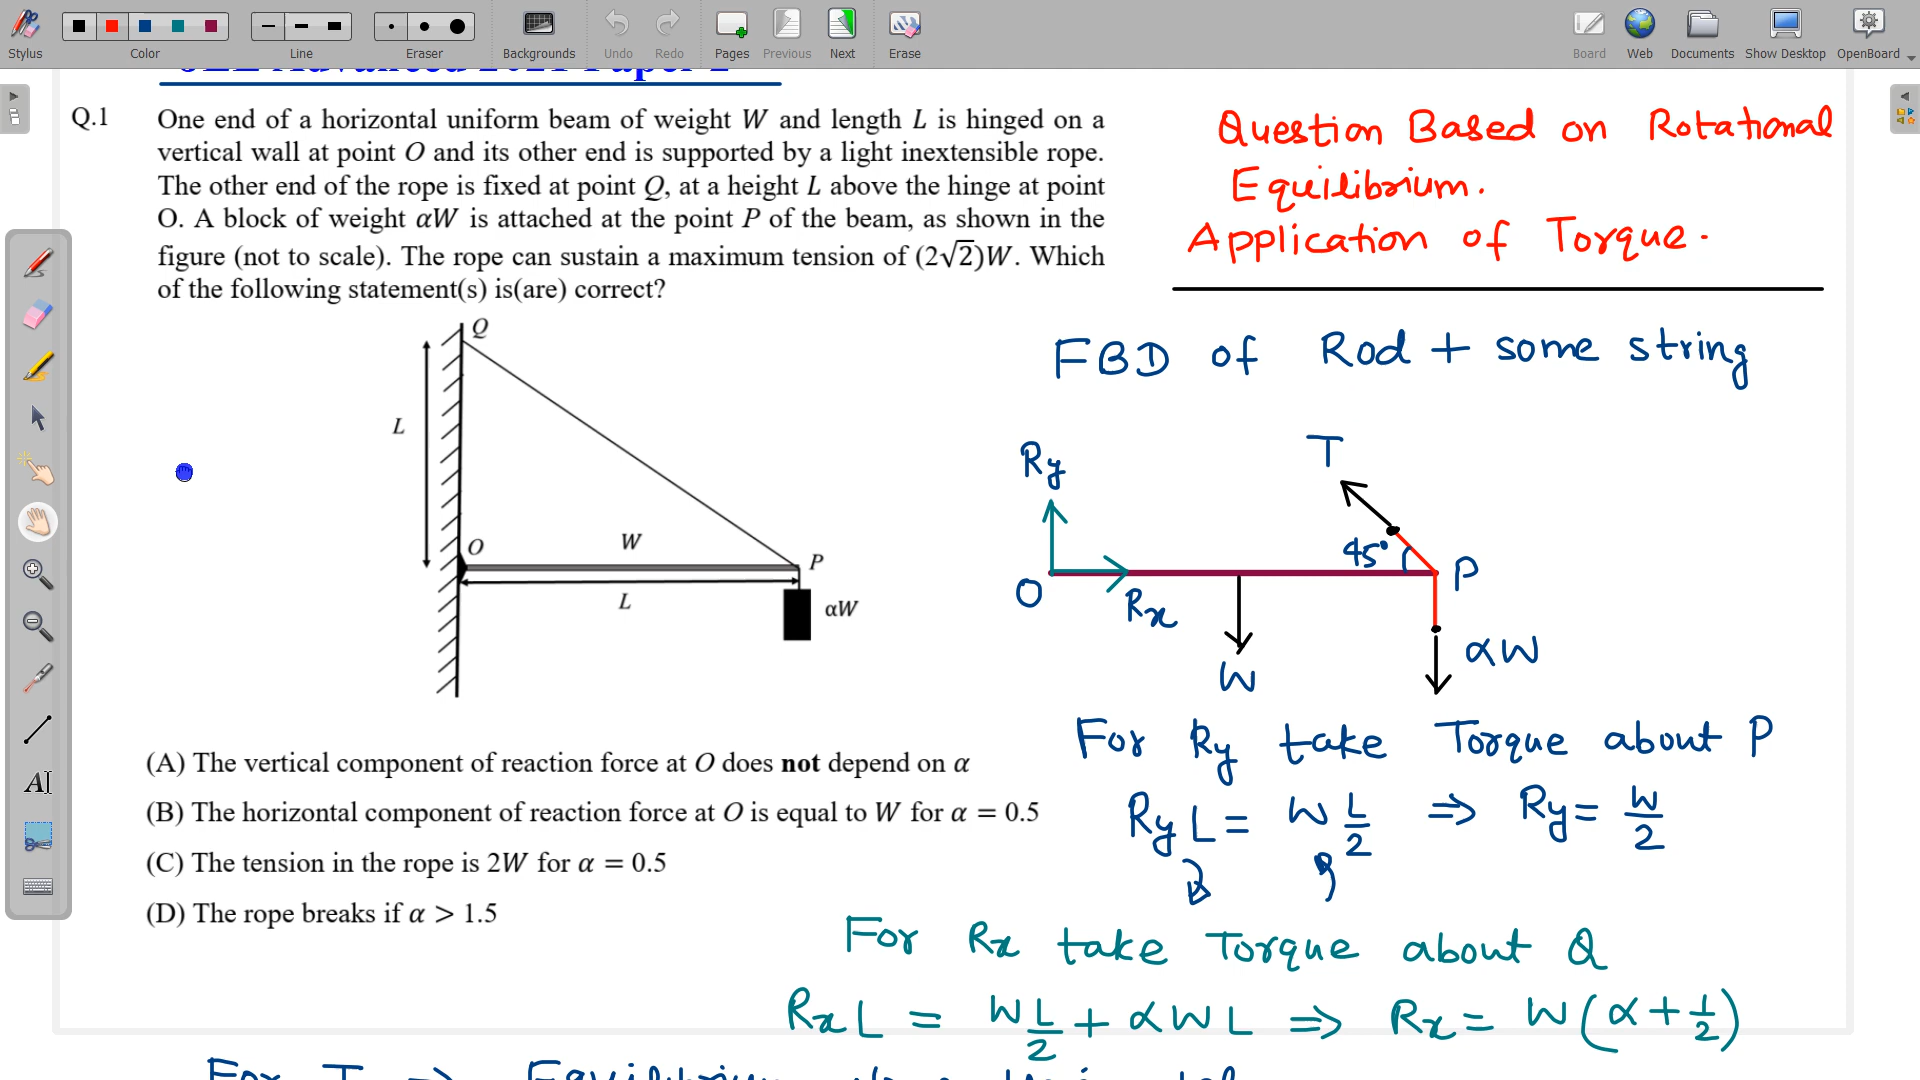 Stylus Color Line Eraser Backgrounds Undo Redo Pages Previous Next Erase Board Web Documents Show Desktop OpenBoard
Q.1 One end of a horizontal uniform beam of weight W and length L is hinged on a
vertical wall at point O and its other end is supported by a light inextensible rope.
The other end of the rope is fixed at point Q, at a height L above the hinge at point
O. A block of weight αW is attached at the point P of the beam, as shown in the
figure (not to scale). The rope can sustain a maximum tension of (2√2)W. Which
of the following statement(s) is(are) correct?
Q
L
O
W
P
L
αW
(A) The vertical component of reaction force at O does not depend on α
(B) The horizontal component of reaction force at O is equal to W for α = 0.5
(C) The tension in the rope is 2W for α = 0.5
(D) The rope breaks if α > 1.5
Question Based on Rotational
Equilibrium.
Application of Torque.
FBD of Rod + some string
Ry
T
45°
O
Rx
P
W
αW
For Ry take Torque about P
Ry L = W L/2 ⇒ Ry = W/2
For Rx take Torque about Q
Rx L = W L/2 + αWL ⇒ Rx = W(α + 1/2)
For T ⇒